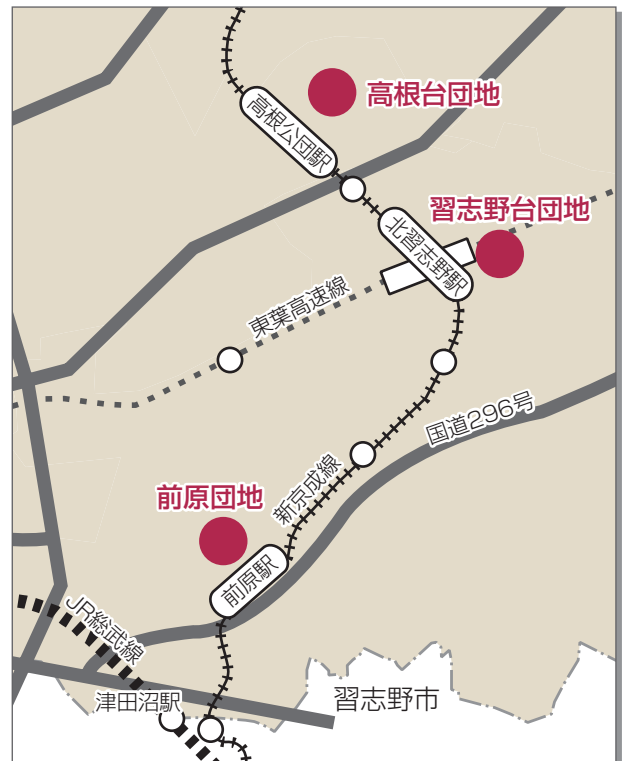 高根台団地
高根公団駅
習志野台団地
北習志野駅
東葉高速線
国道296号
新京成線
前原団地
前原駅
JR総武線
津田沼駅
習志野市